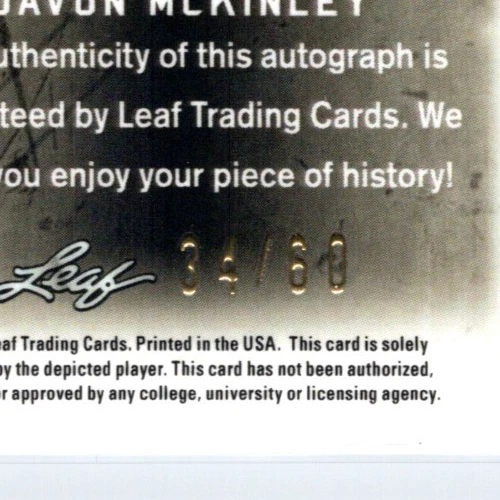 JAVON MCKINLEY
uthenticity of this autograph is
teed by Leaf Trading Cards. We
you enjoy your piece of history!
Leaf 34/60
eaf Trading Cards. Printed in the USA. This card is solely
by the depicted player. This card has not been authorized,
r approved by any college, university or licensing agency.